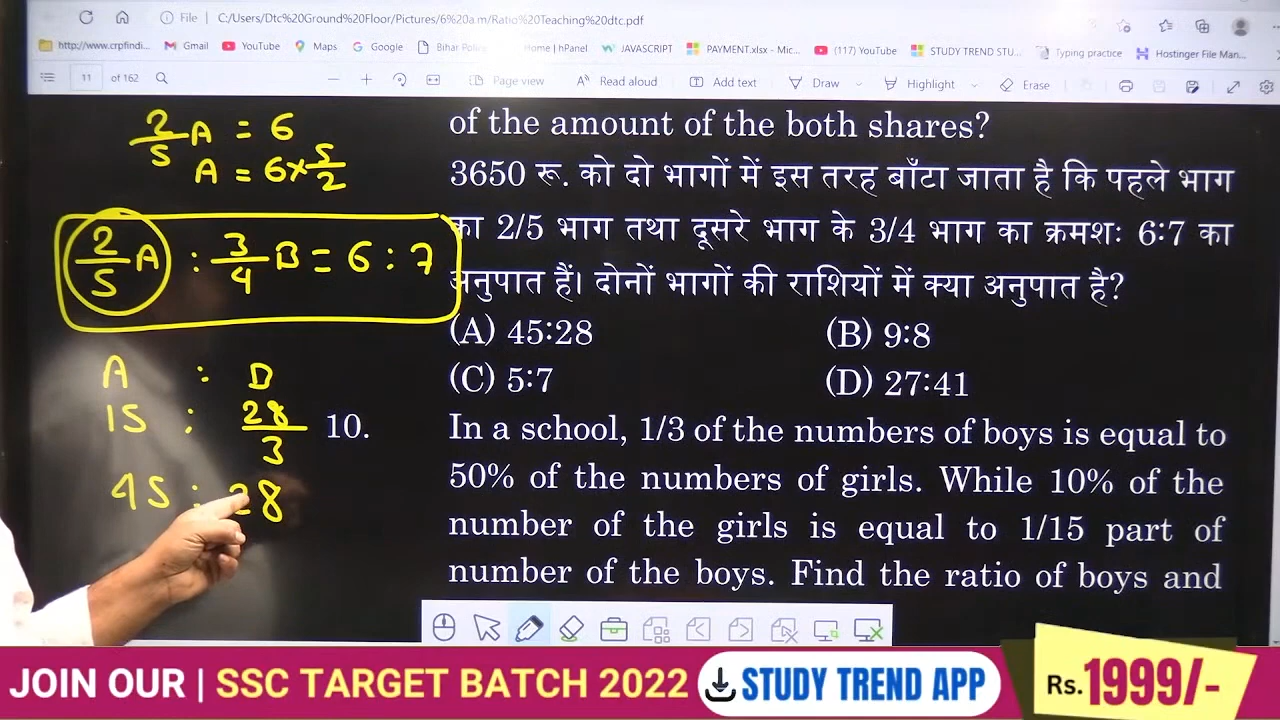 File | C:/Users/Dtc%20Ground%20Floor/Pictures/6%20a.m/Ratio%20Teaching%20dtc.pdf
http://www.crpfindi... Gmail YouTube Maps Google Bihar Police Home | hPanel JAVASCRIPT PAYMENT.xlsx - Mic... (117) YouTube STUDY TREND STU... Typing practice Hostinger File Man...
11 of 162 Page view Read aloud Add text Draw Highlight Erase
2/5 A = 6
A = 6 × 5/2
2/5 A : 3/4 B = 6 : 7
A : B
15 : 28/3
45 : 28
of the amount of the both shares?
3650 रू. को दो भागों में इस तरह बाँटा जाता है कि पहले भाग
का 2/5 भाग तथा दूसरे भाग के 3/4 भाग का क्रमशः 6:7 का
अनुपात हैं। दोनों भागों की राशियों में क्या अनुपात है?
(A) 45:28 (B) 9:8
(C) 5:7 (D) 27:41
10. In a school, 1/3 of the numbers of boys is equal to
50% of the numbers of girls. While 10% of the
number of the girls is equal to 1/15 part of
number of the boys. Find the ratio of boys and
JOIN OUR | SSC TARGET BATCH 2022 STUDY TREND APP Rs. 1999/-